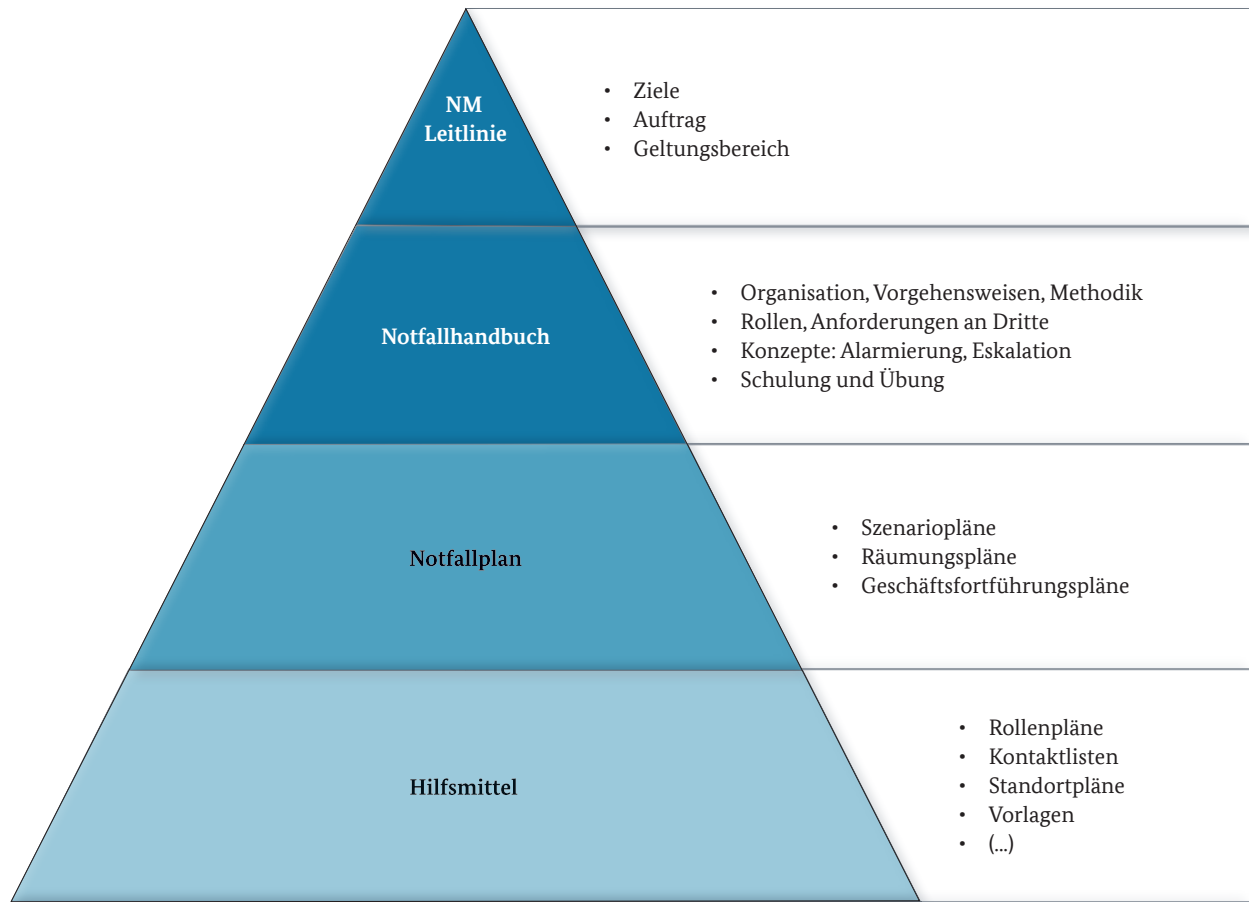 NM
Leitlinie
• Ziele
• Auftrag
• Geltungsbereich
Notfallhandbuch
• Organisation, Vorgehensweisen, Methodik
• Rollen, Anforderungen an Dritte
• Konzepte: Alarmierung, Eskalation
• Schulung und Übung
Notfallplan
• Szenariopläne
• Räumungspläne
• Geschäftsfortführungspläne
Hilfsmittel
• Rollenpläne
• Kontaktlisten
• Standortpläne
• Vorlagen
• (...)